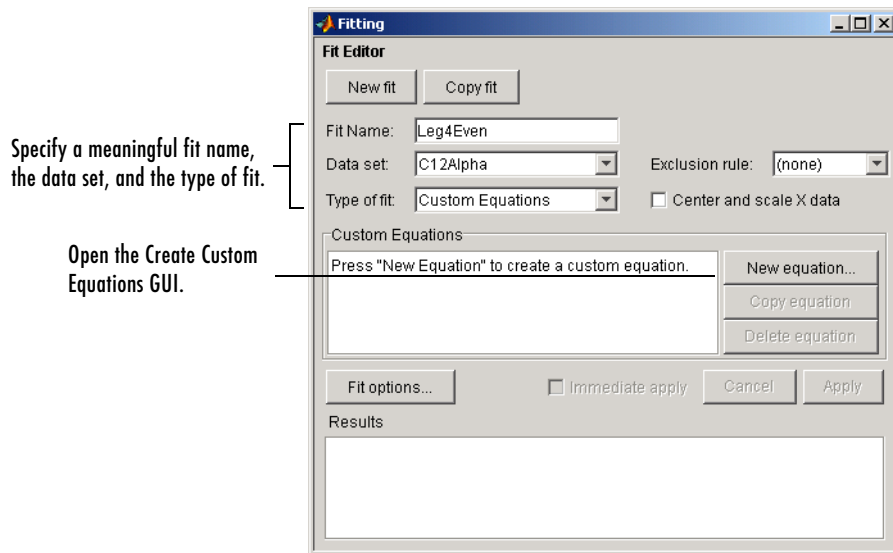 Fitting
Fit Editor
New fit
Copy fit
Fit Name: Leg4Even
Specify a meaningful fit name,
the data set, and the type of fit.
Data set: C12Alpha Exclusion rule: (none)
Type of fit: Custom Equations Center and scale X data
Custom Equations
Open the Create Custom
Equations GUI.
Press "New Equation" to create a custom equation.
New equation...
Copy equation
Delete equation
Fit options... Immediate apply Cancel Apply
Results